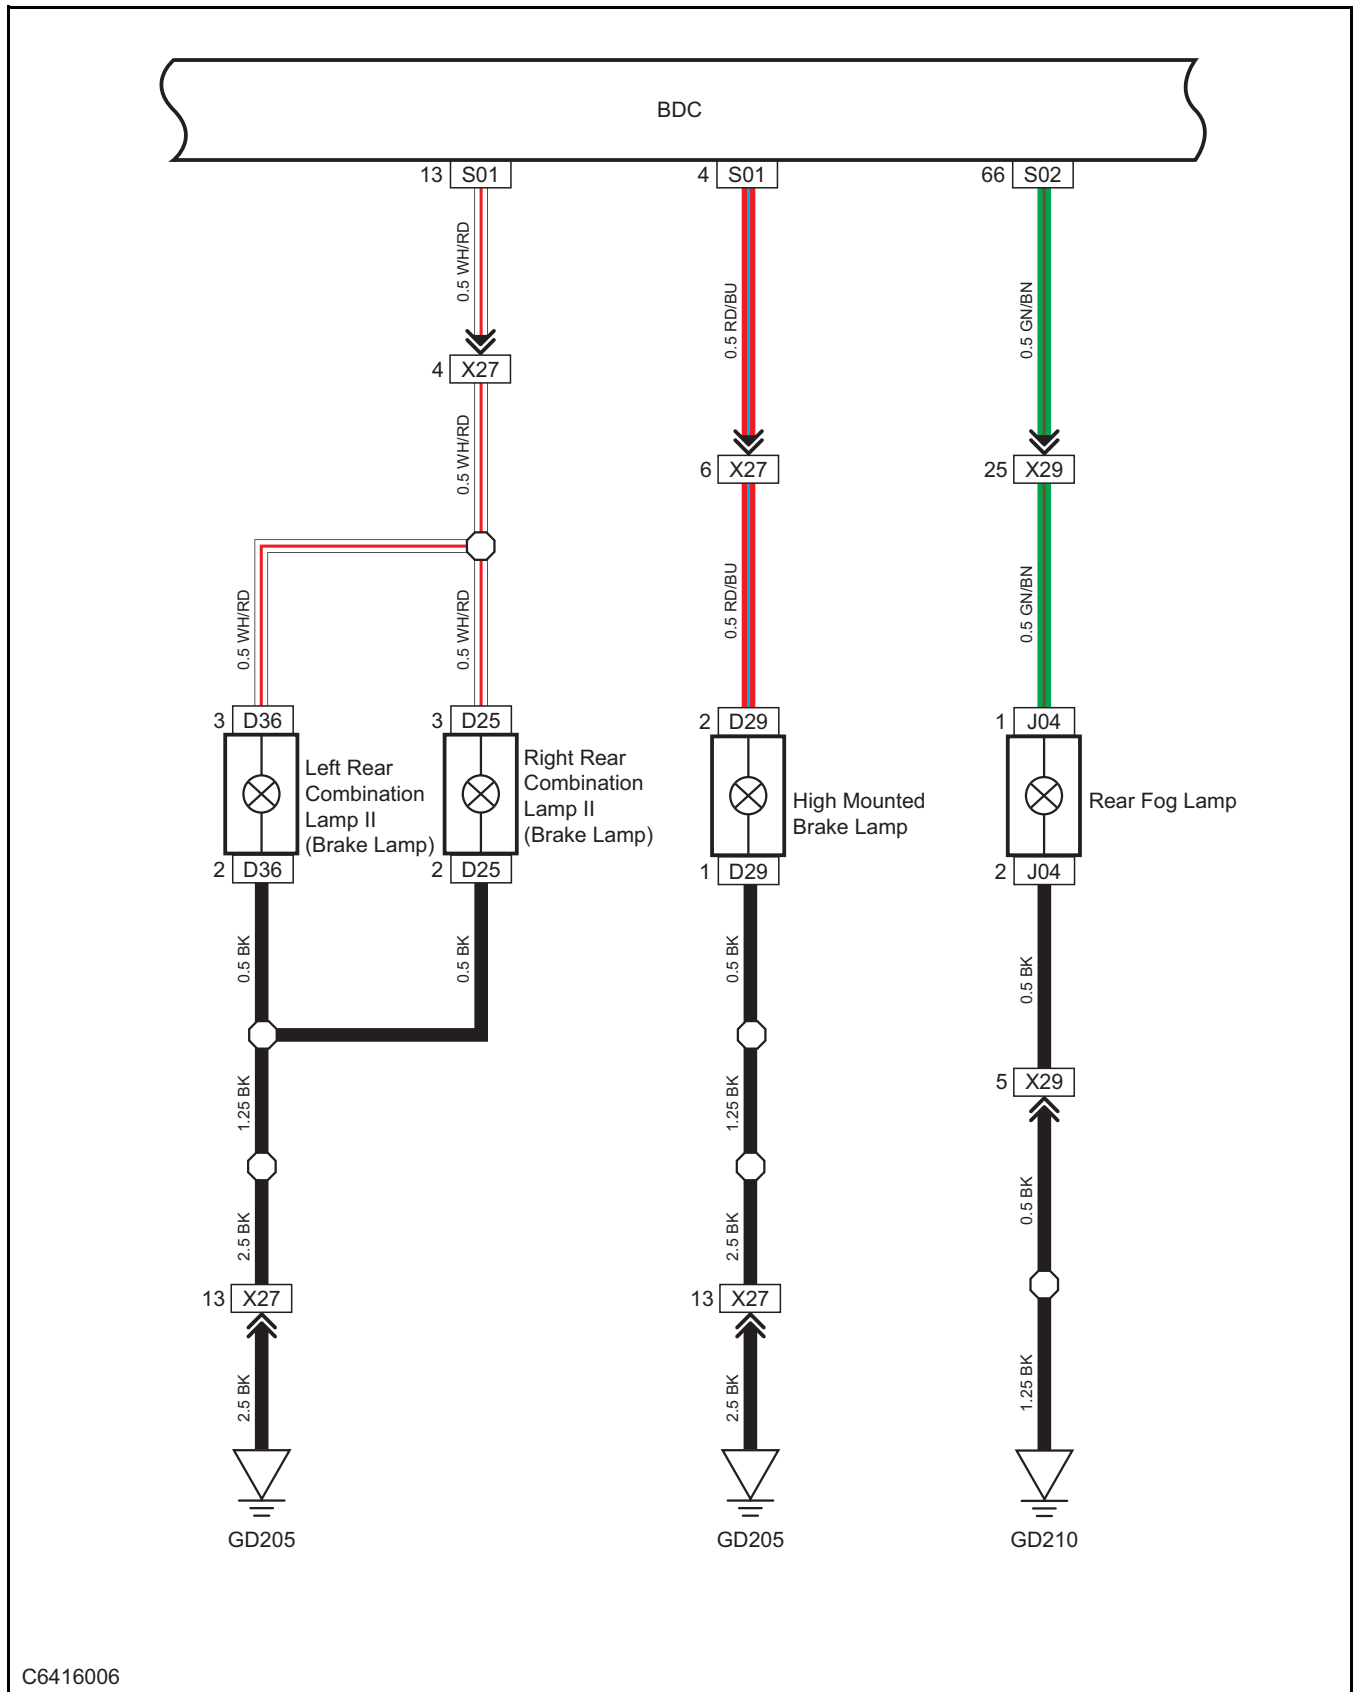 BDC
13 S01
4 S01
66 S02
0.5 WH/RD
0.5 RD/BU
0.5 GN/BN
4 X27
0.5 WH/RD
6 X27
25 X29
0.5 WH/RD
0.5 WH/RD
0.5 RD/BU
0.5 GN/BN
3 D36
3 D25
2 D29
1 J04
Left Rear
Combination
Lamp II
(Brake Lamp)
Right Rear
Combination
Lamp II
(Brake Lamp)
High Mounted
Brake Lamp
Rear Fog Lamp
2 D36
2 D25
1 D29
2 J04
0.5 BK
0.5 BK
0.5 BK
0.5 BK
1.25 BK
1.25 BK
5 X29
2.5 BK
2.5 BK
0.5 BK
13 X27
13 X27
2.5 BK
2.5 BK
1.25 BK
GD205
GD205
GD210
C6416006